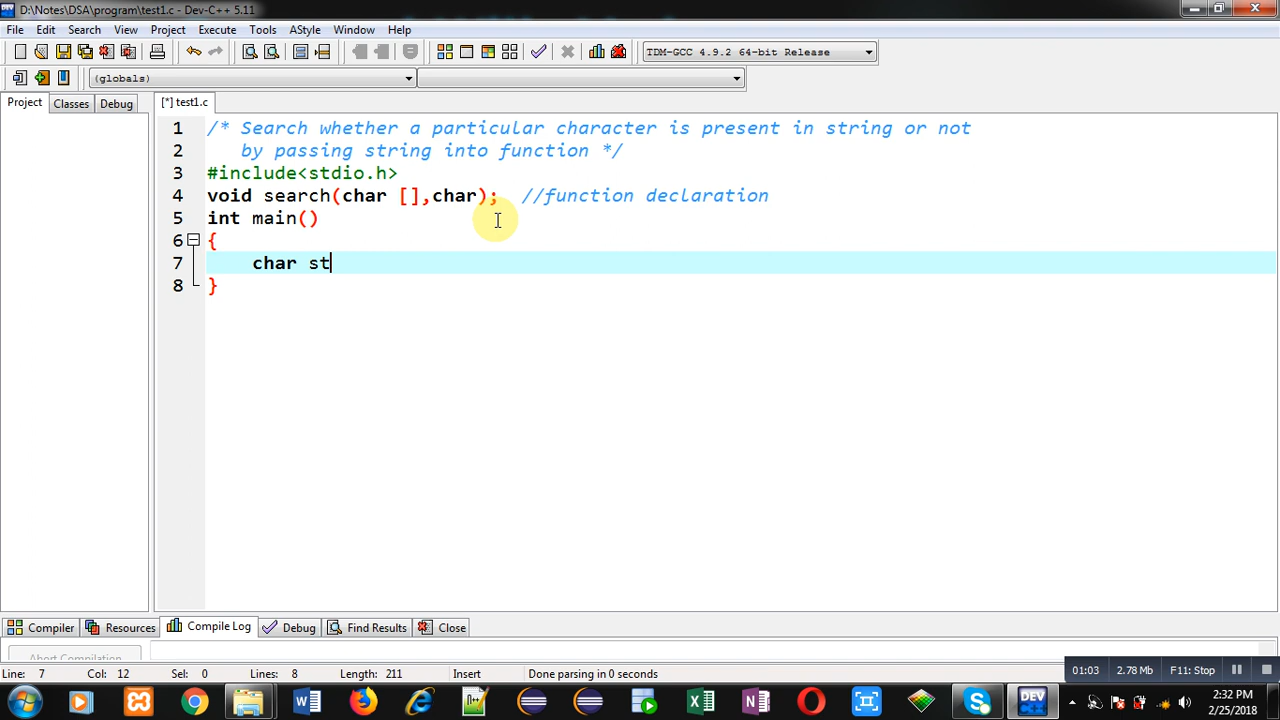 D:\Notes\DSA\program\test1.c - Dev-C++ 5.11
File Edit Search View Project Execute Tools AStyle Window Help
TDM-GCC 4.9.2 64-bit Release
(globals)
Project Classes Debug [*] test1.c
1 /* Search whether a particular character is present in string or not
2 by passing string into function */
3 #include<stdio.h>
4 void search(char [],char); //function declaration
5 int main()
6 {
7 char st
8 }
Compiler Resources Compile Log Debug Find Results Close
Abort Compilation
Line: 7 Col: 12 Sel: 0 Lines: 8 Length: 211 Insert Done parsing in 0 seconds
01:03 2.78 Mb F11: Stop
2:32 PM
2/25/2018